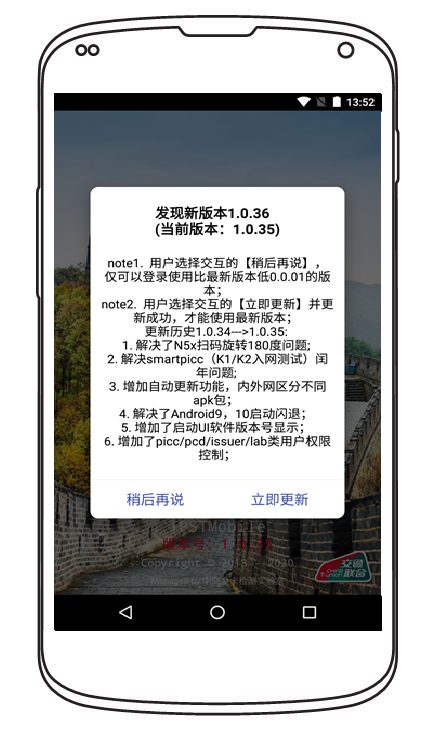 13:52
发现新版本1.0.36
(当前版本：1.0.35)
note1. 用户选择交互的【稍后再说】，
仅可以登录使用比最新版本低0.0.01的版
本；
note2. 用户选择交互的【立即更新】并更
新成功，才能使用最新版本；
更新历史1.0.34--->1.0.35:
1. 解决了N5x扫码旋转180度问题;
2. 解决smartpicc（K1/K2入网测试）闰
年问题;
3. 增加自动更新功能，内外网区分不同
apk包；
4. 解决了Android9，10启动闪退；
5. 增加了启动UI软件版本号显示；
6. 增加了picc/pcd/issuer/lab类用户权限
控制；
稍后再说 立即更新
STMobile
版本号：1.0.35
Copyright © 2018 - 2020
Managed by
交通
联合